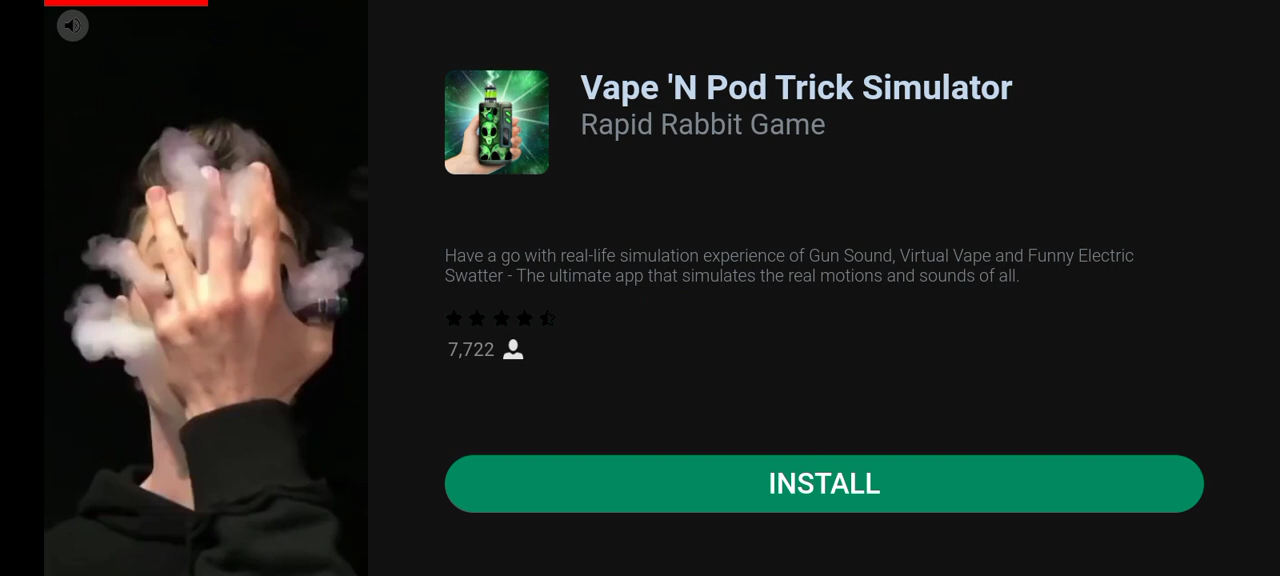 Vape 'N Pod Trick Simulator
Rapid Rabbit Game
Have a go with real-life simulation experience of Gun Sound, Virtual Vape and Funny Electric
Swatter - The ultimate app that simulates the real motions and sounds of all.
7,722
INSTALL